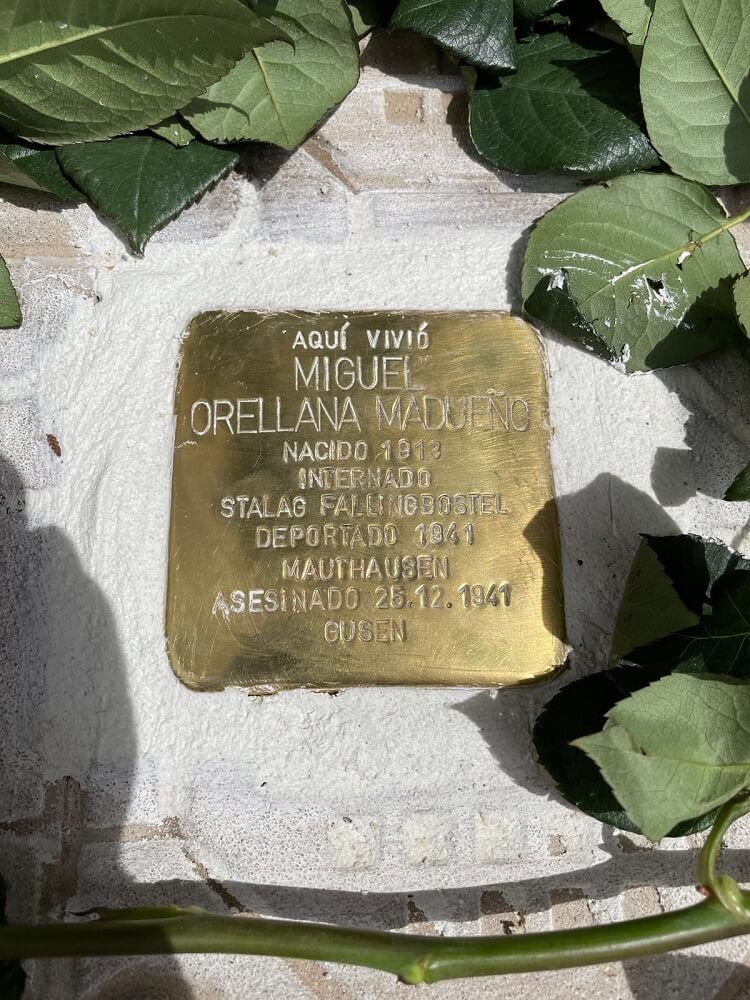 AQUÍ VIVIÓ
MIGUEL
ORELLANA MADUEÑO
NACIDO 1913
INTERNADO
STALAG FALLINGBOSTEL
DEPORTADO 1941
MAUTHAUSEN
ASESINADO 25.12.1941
GUSEN